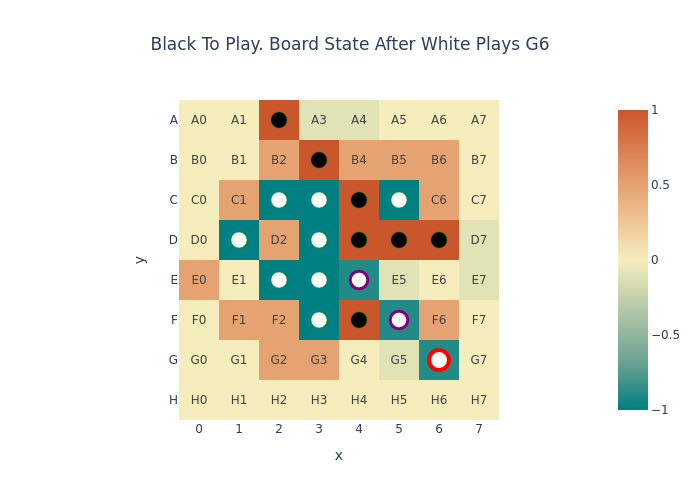 Black To Play. Board State After White Plays G6
A A0 A1 A3 A4 A5 A6 A7
B B0 B1 B2 B4 B5 B6 B7
C C0 C1 C6 C7
D D0 D2 D7
E E0 E1 E5 E6 E7
F F0 F1 F2 F6 F7
G G0 G1 G2 G3 G4 G5 G7
H H0 H1 H2 H3 H4 H5 H6 H7
0 1 2 3 4 5 6 7
x
y
1
0.5
0
−0.5
−1